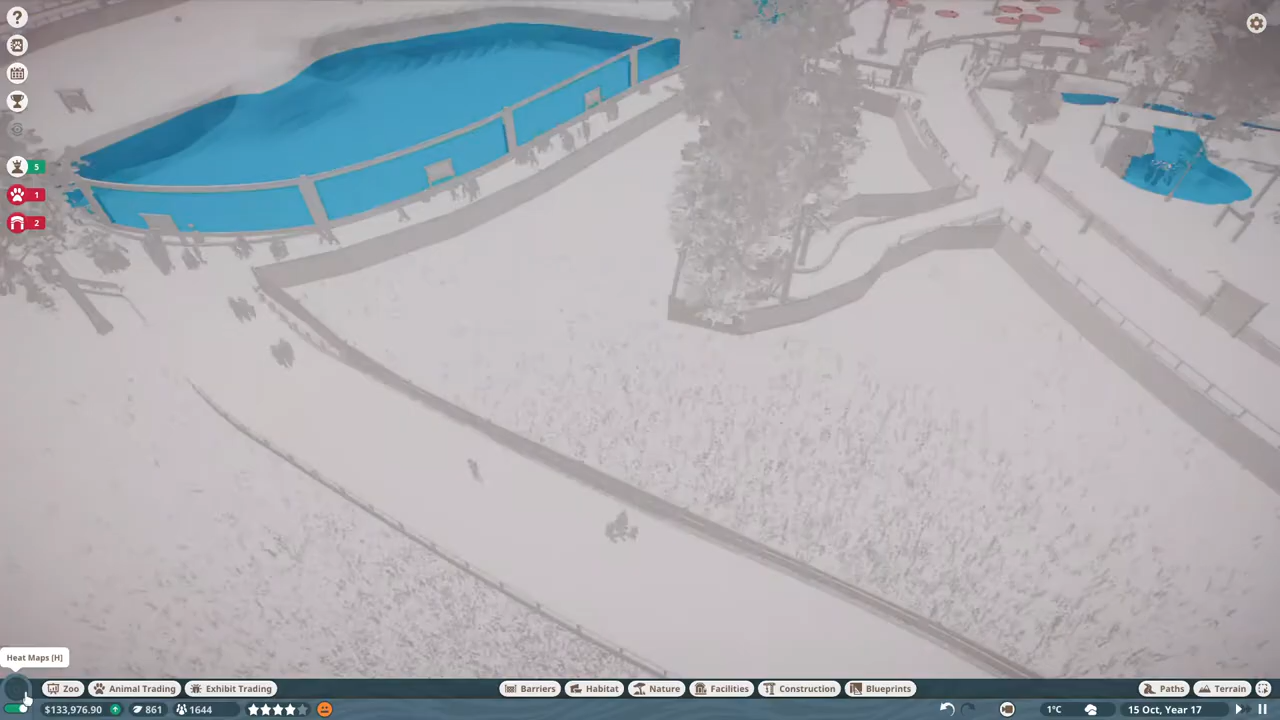 ?
5
1
2
Heat Maps [H]
Zoo
Animal Trading
Exhibit Trading
Barriers
Habitat
Nature
Facilities
Construction
Blueprints
Paths
Terrain
$133,976.90
861
1644
1°C
15 Oct, Year 17